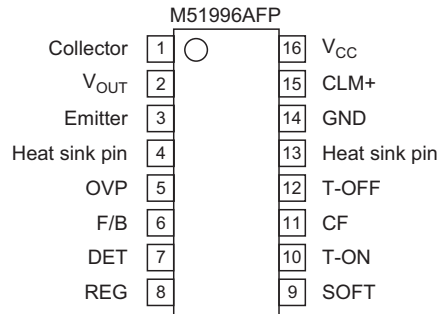 M51996AFP
Collector 1 16 VCC
VOUT 2 15 CLM+
Emitter 3 14 GND
Heat sink pin 4 13 Heat sink pin
OVP 5 12 T-OFF
F/B 6 11 CF
DET 7 10 T-ON
REG 8 9 SOFT